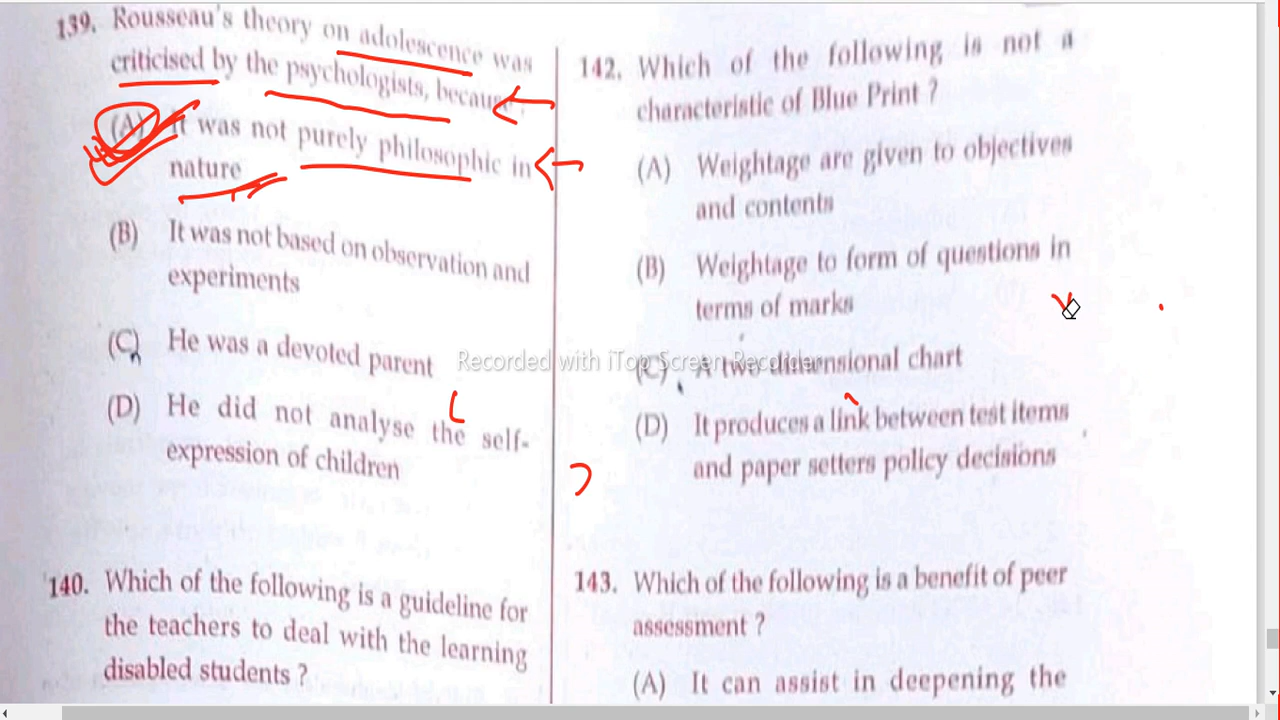 139. Rousseau's theory on adolescence was
criticised by the psychologists, because
(A) It was not purely philosophic in
nature
(B) It was not based on observation and
experiments
(C) He was a devoted parent
(D) He did not analyse the self-
expression of children
140. Which of the following is a guideline for
the teachers to deal with the learning
disabled students ?
142. Which of the following is not a
characteristic of Blue Print ?
(A) Weightage are given to objectives
and contents
(B) Weightage to form of questions in
terms of marks
(C) A two dimensional chart
(D) It produces a link between test items
and paper setters policy decisions
143. Which of the following is a benefit of peer
assessment ?
(A) It can assist in deepening the
Recorded with iTop Screen Recorder